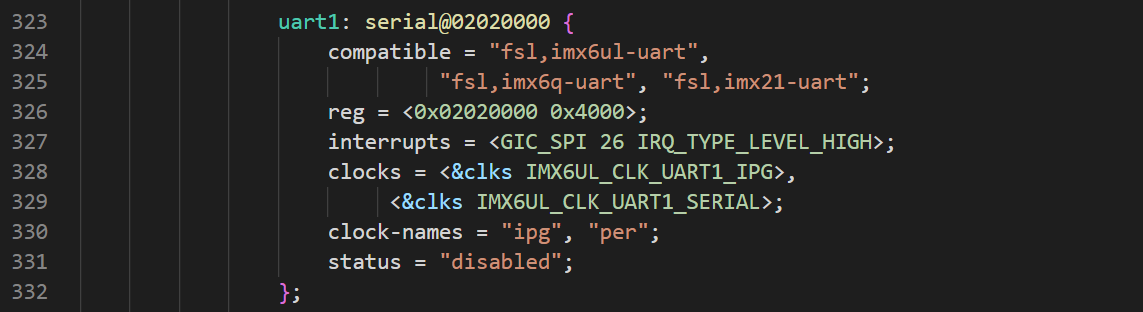 323 uart1: serial@02020000 {
324 compatible = "fsl,imx6ul-uart",
325 "fsl,imx6q-uart", "fsl,imx21-uart";
326 reg = <0x02020000 0x4000>;
327 interrupts = <GIC_SPI 26 IRQ_TYPE_LEVEL_HIGH>;
328 clocks = <&clks IMX6UL_CLK_UART1_IPG>,
329 <&clks IMX6UL_CLK_UART1_SERIAL>;
330 clock-names = "ipg", "per";
331 status = "disabled";
332 };